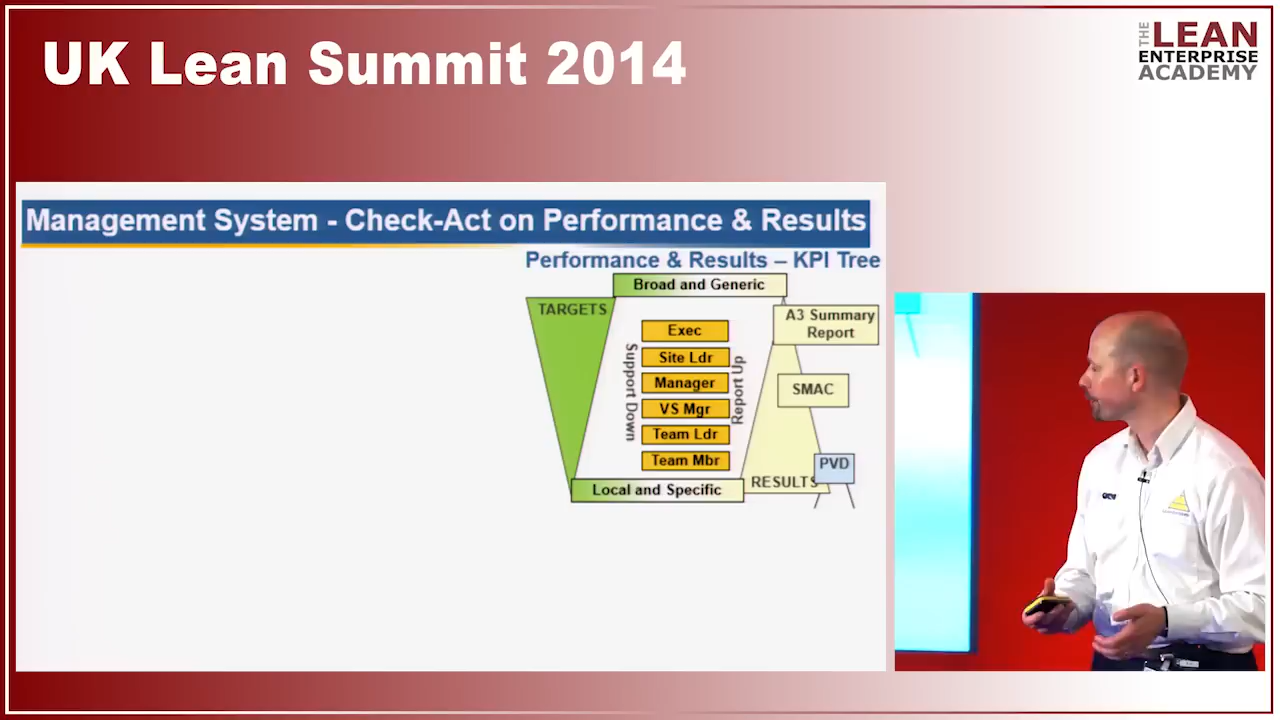 UK Lean Summit 2014
THE LEAN
ENTERPRISE
ACADEMY
Management System - Check-Act on Performance & Results
Performance & Results – KPI Tree
Broad and Generic
TARGETS
A3 Summary
Report
Exec
Site Ldr
Manager
VS Mgr
Team Ldr
Team Mbr
Support Down
Report Up
SMAC
PVD
RESULTS
Local and Specific